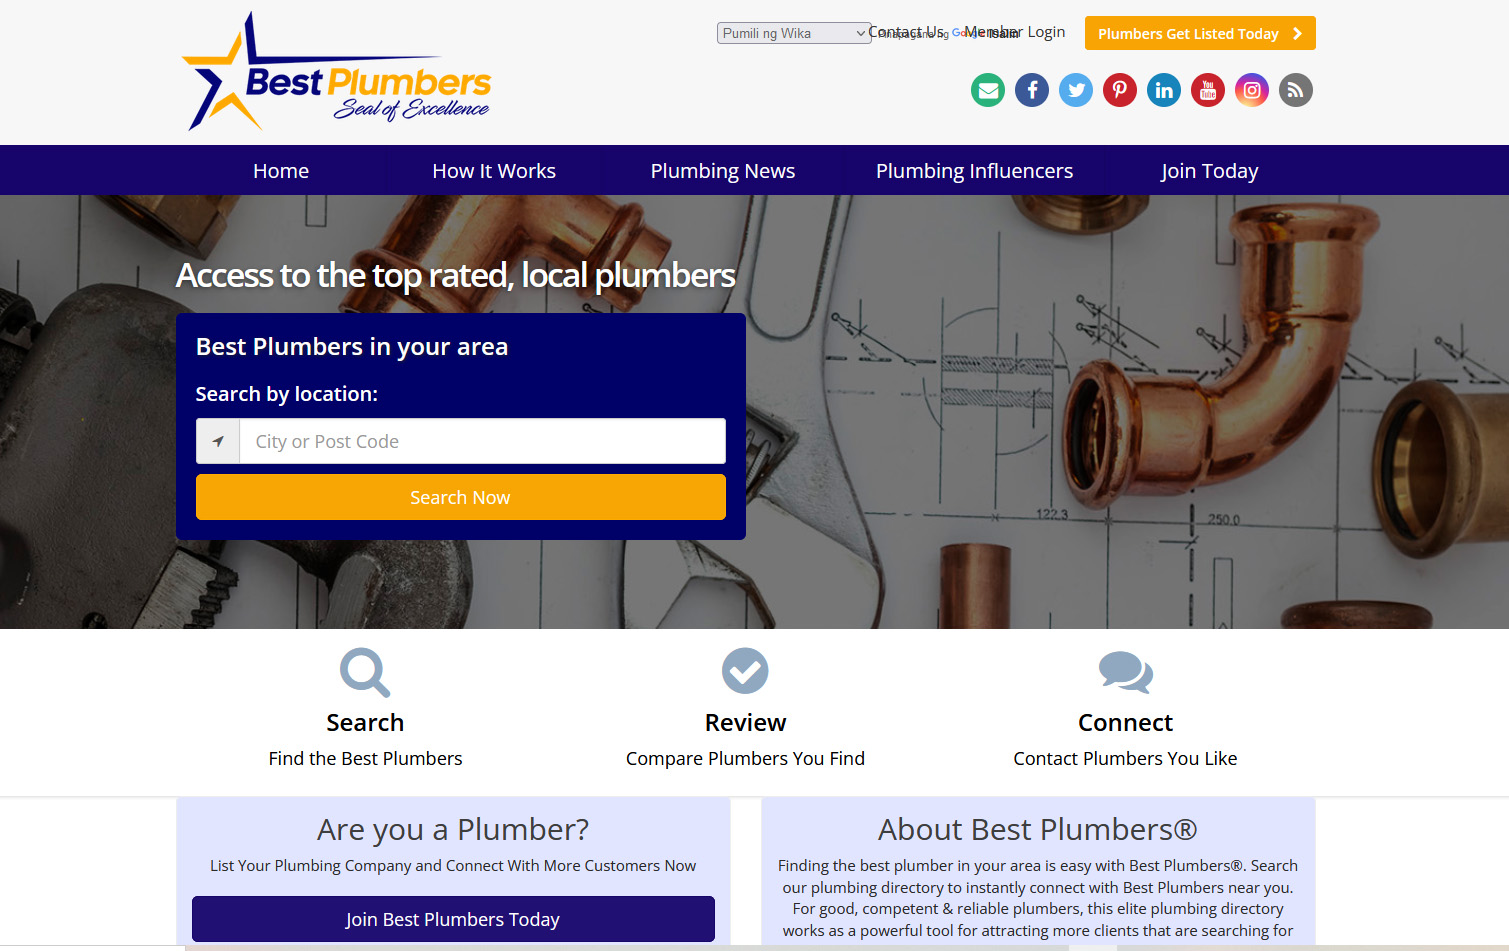 Best Plumbers
Seal of Excellence
Pumili ng Wika
Contact Us
Member Login
Plumbers Get Listed Today
Home
How It Works
Plumbing News
Plumbing Influencers
Join Today
Access to the top rated, local plumbers
Best Plumbers in your area
Search by location:
City or Post Code
Search Now
122.3
250.0
Search
Find the Best Plumbers
Review
Compare Plumbers You Find
Connect
Contact Plumbers You Like
Are you a Plumber?
List Your Plumbing Company and Connect With More Customers Now
Join Best Plumbers Today
About Best Plumbers®
Finding the best plumber in your area is easy with Best Plumbers®. Search
our plumbing directory to instantly connect with Best Plumbers near you.
For good, competent & reliable plumbers, this elite plumbing directory
works as a powerful tool for attracting more clients that are searching for